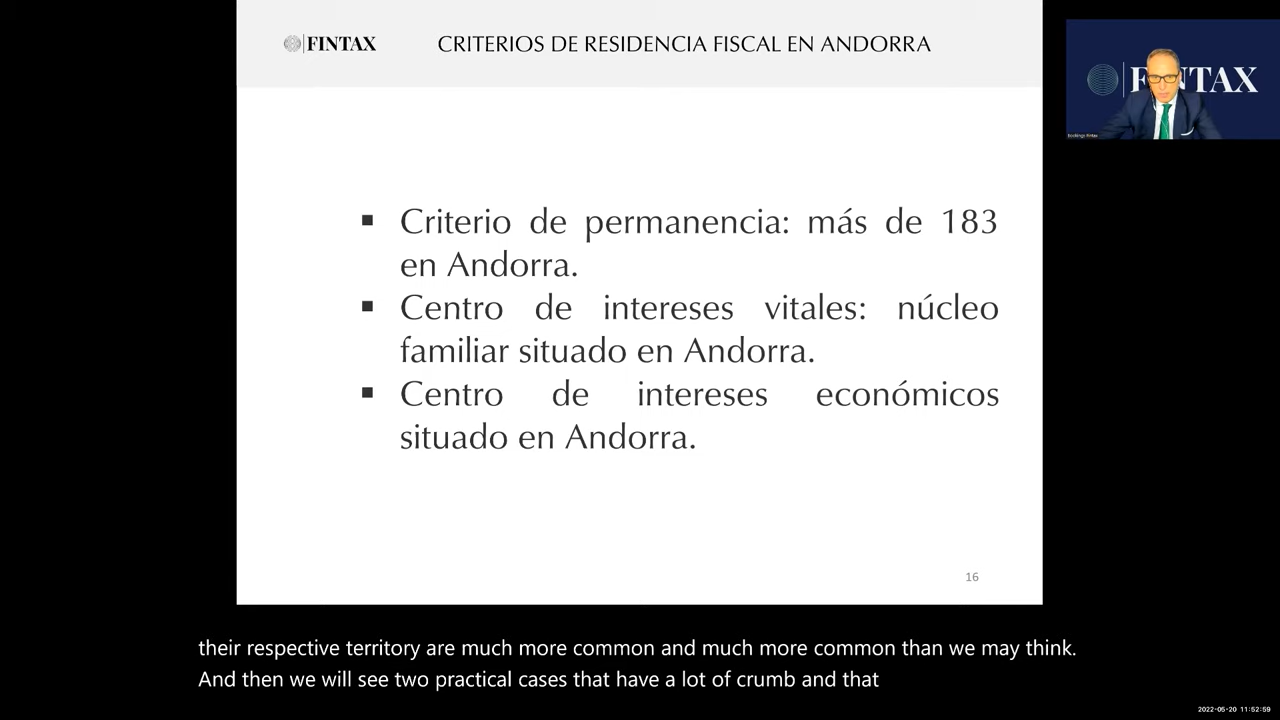 FINTAX
CRITERIOS DE RESIDENCIA FISCAL EN ANDORRA
FINTAX
▪ Criterio de permanencia: más de 183
en Andorra.
▪ Centro de intereses vitales: núcleo
familiar situado en Andorra.
▪ Centro de intereses económicos
situado en Andorra.
16
their respective territory are much more common and much more common than we may think.
And then we will see two practical cases that have a lot of crumb and that
2022-05-20 11:52:59